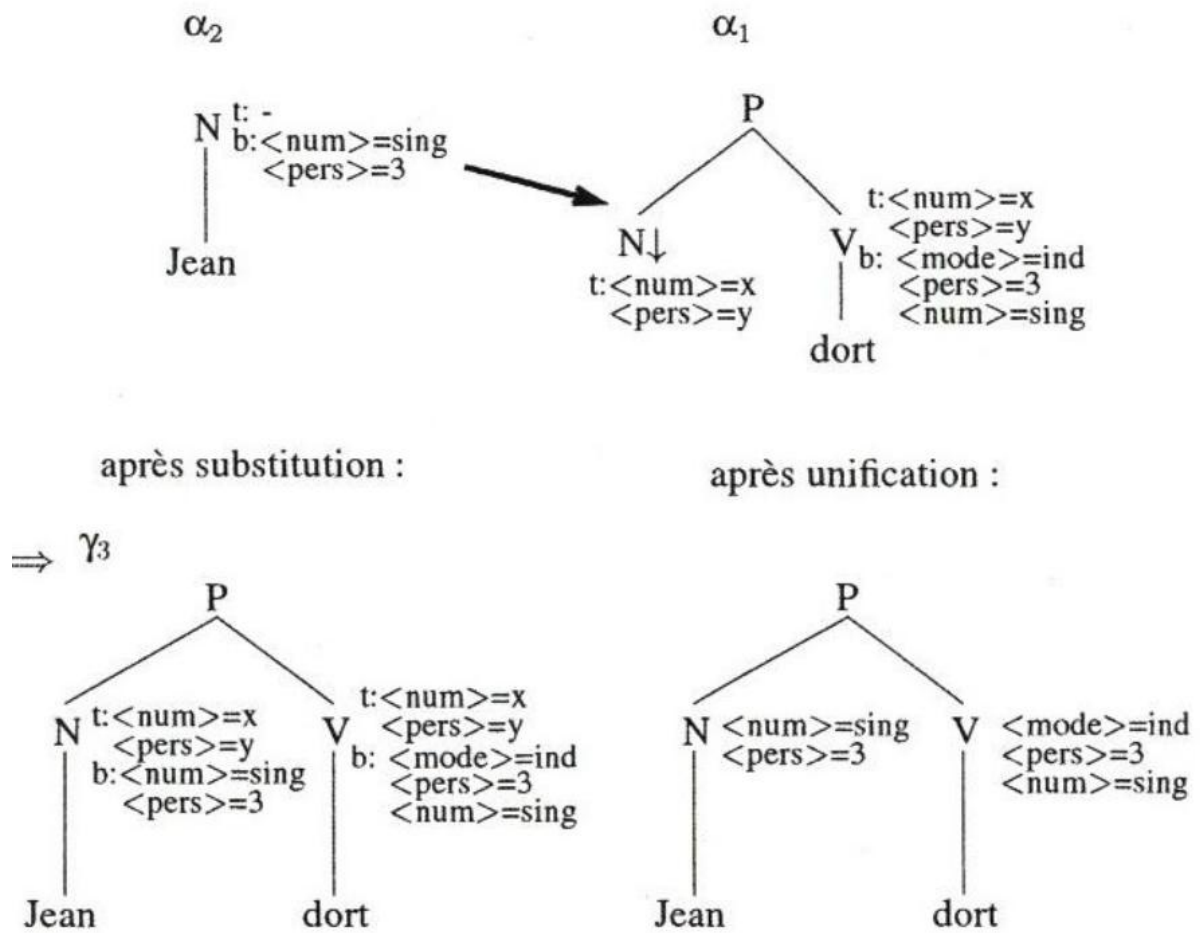 α₂
α₁
N t: -
b:<num>=sing
<pers>=3
Jean
P
N↓
t:<num>=x
<pers>=y
V t:<num>=x
<pers>=y
b: <mode>=ind
<pers>=3
<num>=sing
dort
après substitution :
après unification :
⇒ γ₃
P
N t:<num>=x
<pers>=y
b:<num>=sing
<pers>=3
V t:<num>=x
<pers>=y
b: <mode>=ind
<pers>=3
<num>=sing
Jean
dort
P
N <num>=sing
<pers>=3
V <mode>=ind
<pers>=3
<num>=sing
Jean
dort